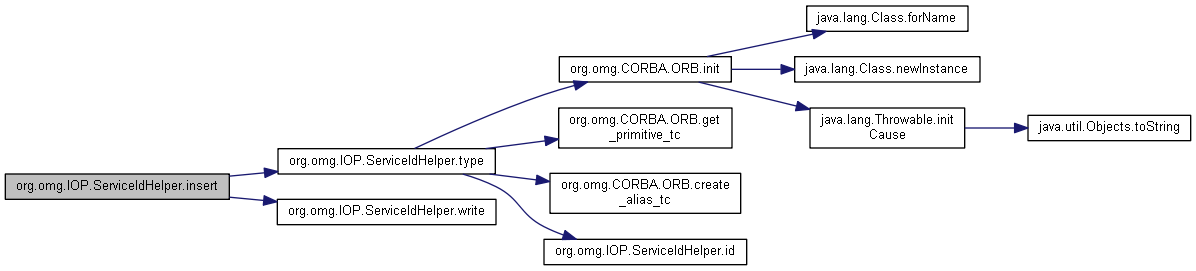 java.lang.Class.forName
org.omg.CORBA.ORB.init
java.lang.Class.newInstance
org.omg.CORBA.ORB.get
_primitive_tc
java.lang.Throwable.init
Cause
java.util.Objects.toString
org.omg.IOP.ServiceIdHelper.type
org.omg.IOP.ServiceIdHelper.insert
org.omg.CORBA.ORB.create
_alias_tc
org.omg.IOP.ServiceIdHelper.write
org.omg.IOP.ServiceIdHelper.id